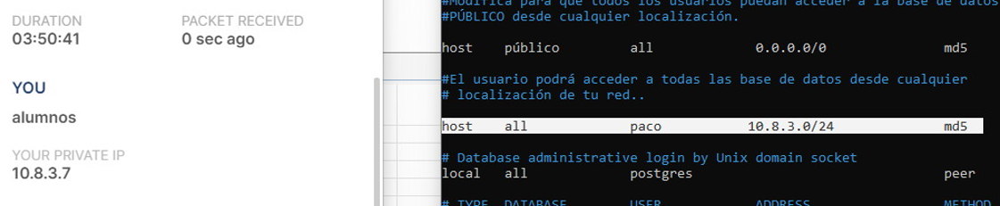 DURATION
03:50:41
PACKET RECEIVED
0 sec ago
YOU
alumnos
YOUR PRIVATE IP
10.8.3.7
#Modifica para que todos los usuarios puedan acceder a la base de datos
#PÚBLICO desde cualquier localización.
host público all 0.0.0.0/0 md5
#El usuario podrá acceder a todas las base de datos desde cualquier
# localización de tu red..
host all paco 10.8.3.0/24 md5
# Database administrative login by Unix domain socket
local all postgres peer
# TYPE DATABASE USER ADDRESS METHOD